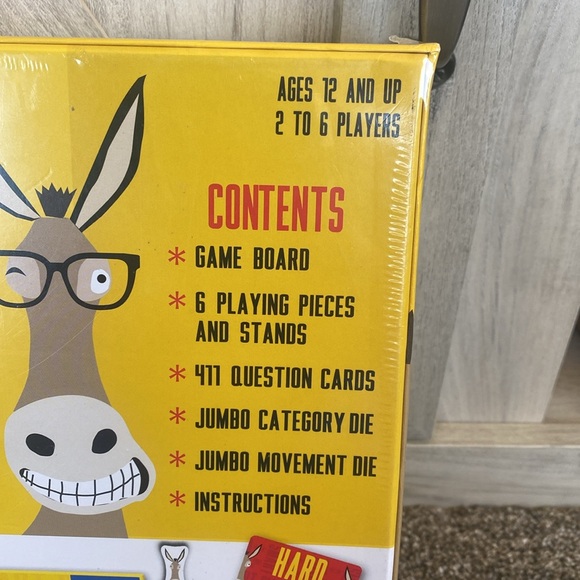 AGES 12 AND UP
2 TO 6 PLAYERS
CONTENTS
* GAME BOARD
* 6 PLAYING PIECES
AND STANDS
* 411 QUESTION CARDS
* JUMBO CATEGORY DIE
* JUMBO MOVEMENT DIE
* INSTRUCTIONS
HARD